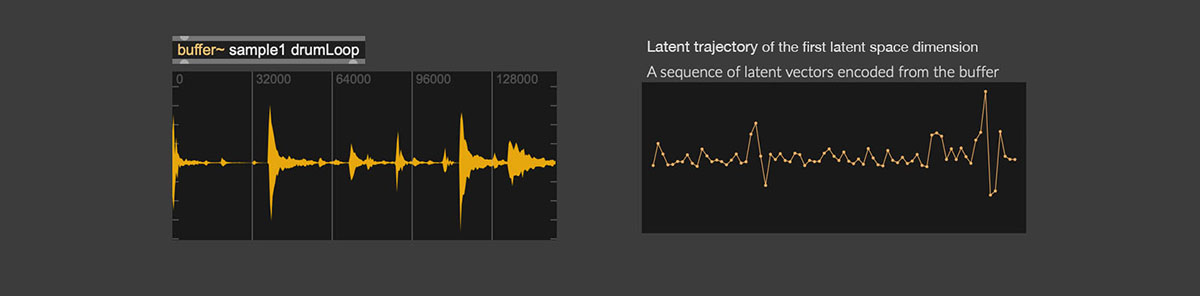 buffer~ sample1 drumLoop
0 32000 64000 96000 128000
Latent trajectory of the first latent space dimension
A sequence of latent vectors encoded from the buffer